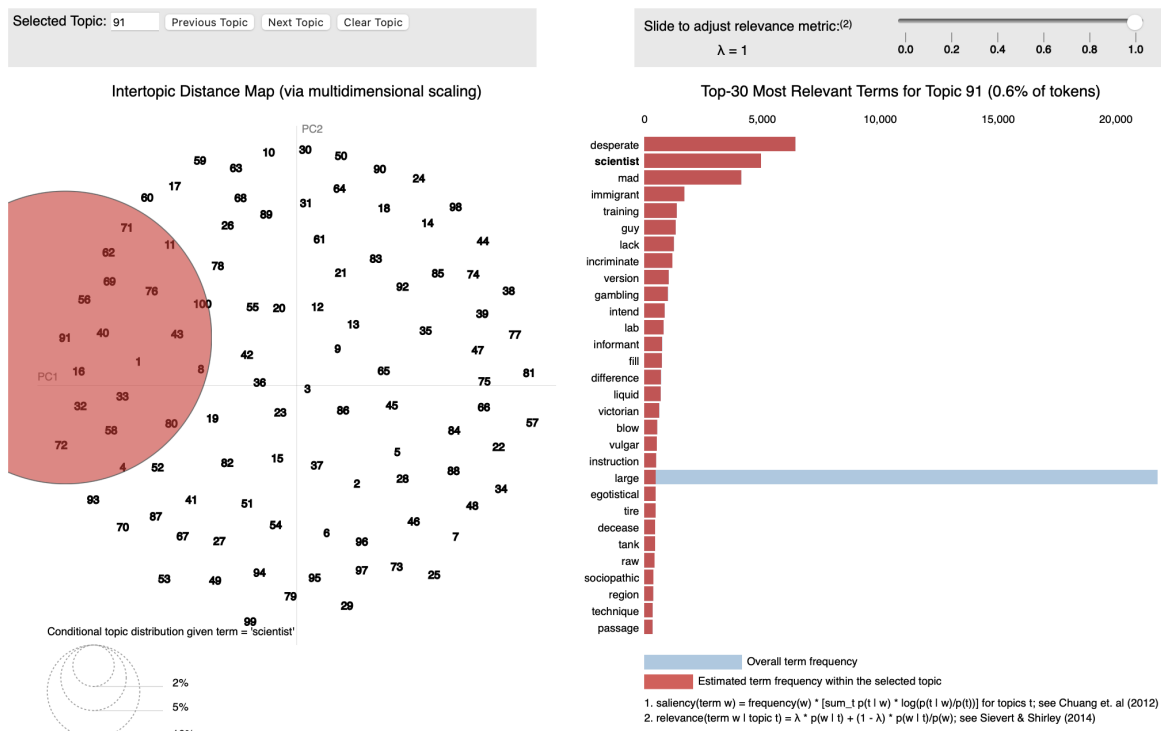 Selected Topic: 91 Previous Topic Next Topic Clear Topic
Slide to adjust relevance metric:(2)
λ = 1
0.0 0.2 0.4 0.6 0.8 1.0
Intertopic Distance Map (via multidimensional scaling)
PC2
PC1
10 30 50 59 63 90 24
17 60 68 64
31 18 98
89 71 26 14
11 61 44
62 83
78 21 85 74
69 76 92 38
56 100 55 20 12 39
13 35 77
91 40 43
42 9 47
1 16 8 65 81
36 3 75
33 32 45 66
23 86 19 80 57
58 84
72 22
5 15 82 37
4 52 88 28
2 34
93 41 51 48
87 70 54 46
67 27 6 96 7
94 97 73 25
53 49 95
79 29
99
Conditional topic distribution given term = 'scientist'
2%
5%
Top-30 Most Relevant Terms for Topic 91 (0.6% of tokens)
0 5,000 10,000 15,000 20,000
desperate
scientist
mad
immigrant
training
guy
lack
incriminate
version
gambling
intend
lab
informant
fill
difference
liquid
victorian
blow
vulgar
instruction
large
egotistical
tire
decease
tank
raw
sociopathic
region
technique
passage
Overall term frequency
Estimated term frequency within the selected topic
1. saliency(term w) = frequency(w) * [sum_t p(t | w) * log(p(t | w)/p(t))] for topics t; see Chuang et. al (2012)
2. relevance(term w | topic t) = λ * p(w | t) + (1 - λ) * p(w | t)/p(w); see Sievert & Shirley (2014)